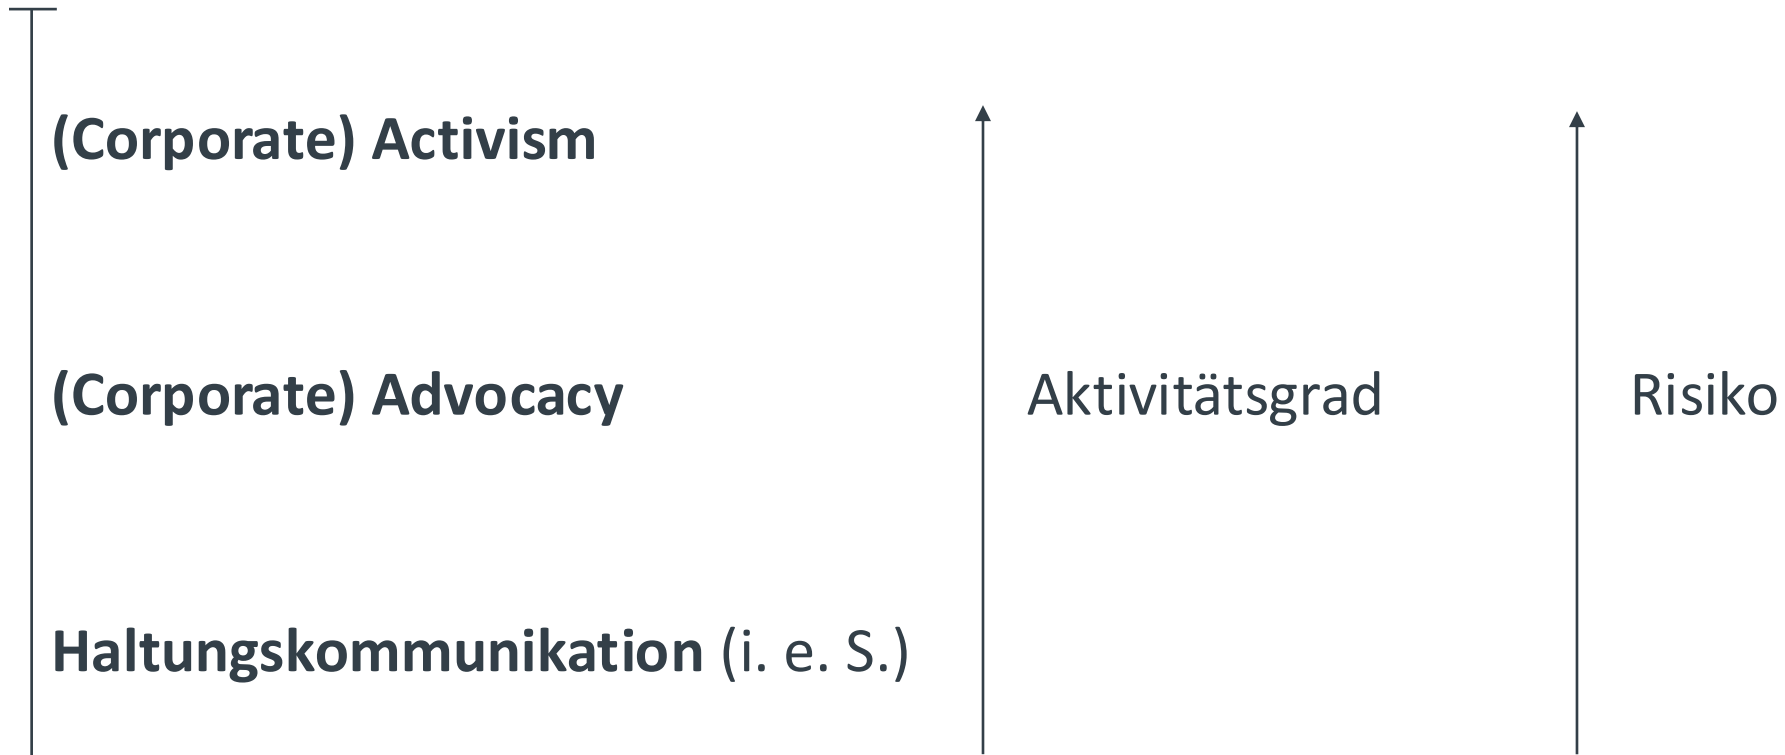 (Corporate) Activism
(Corporate) Advocacy
Aktivitätsgrad
Risiko
Haltungskommunikation (i. e. S.)